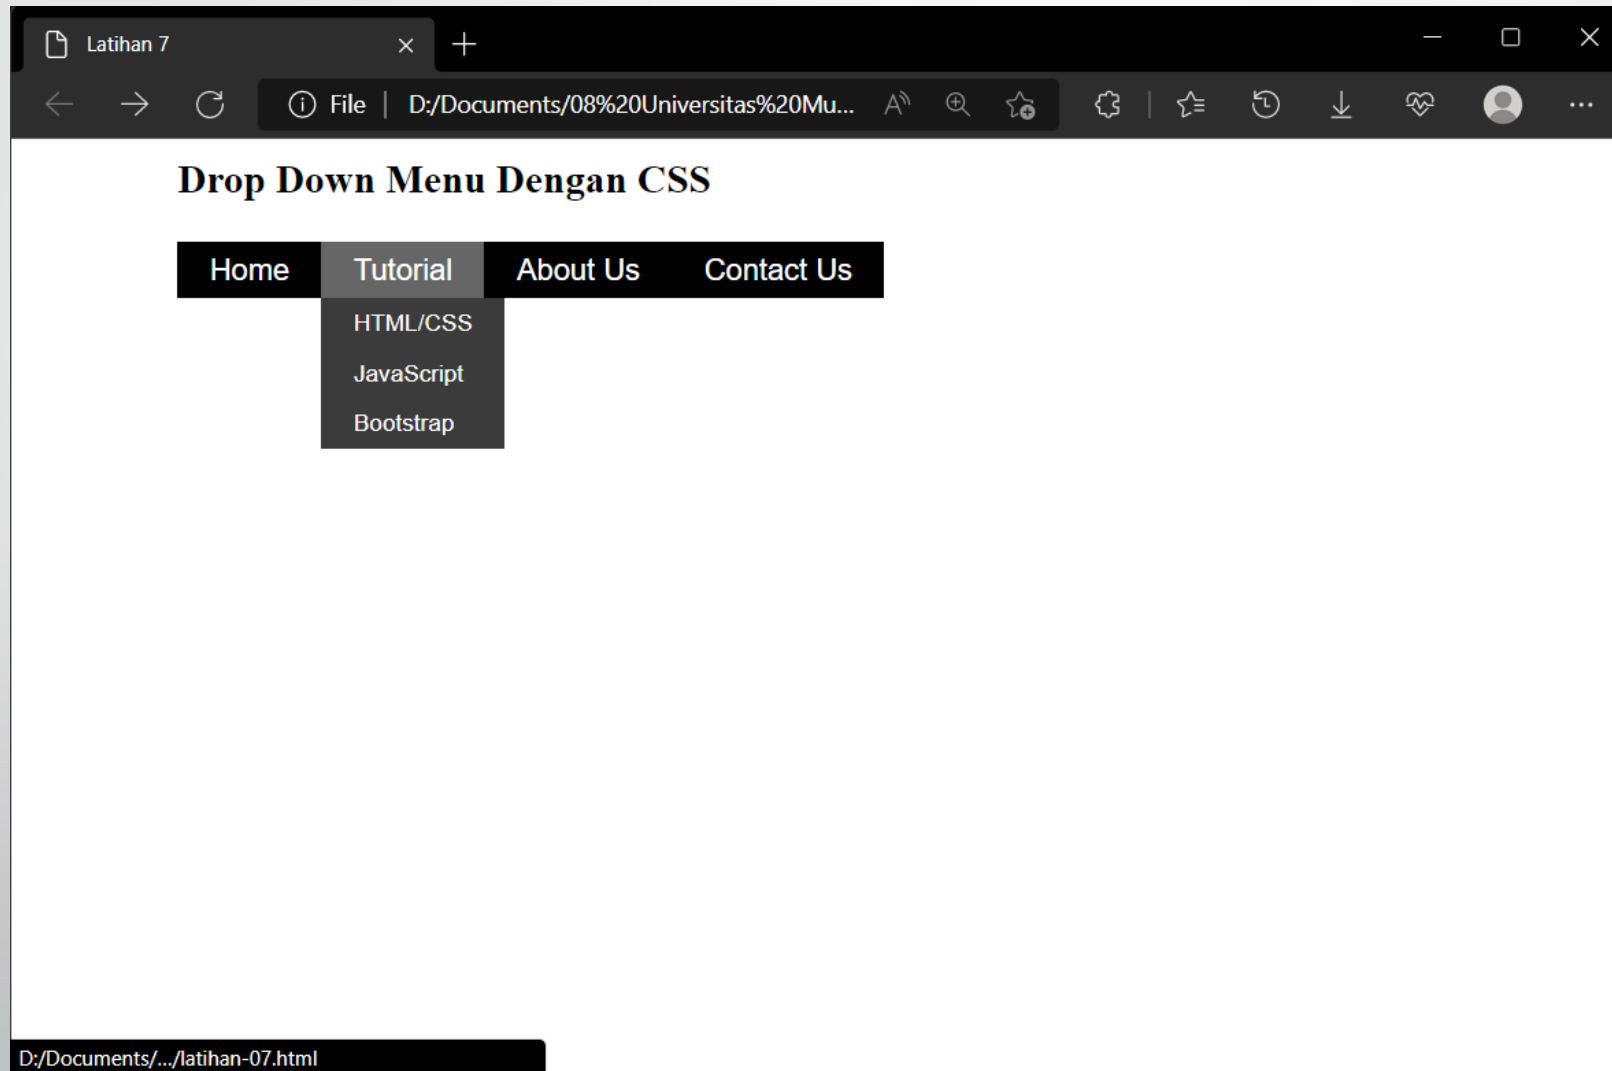 Latihan 7
File | D:/Documents/08%20Universitas%20Mu...
Drop Down Menu Dengan CSS
Home Tutorial About Us Contact Us
HTML/CSS
JavaScript
Bootstrap
D:/Documents/.../latihan-07.html